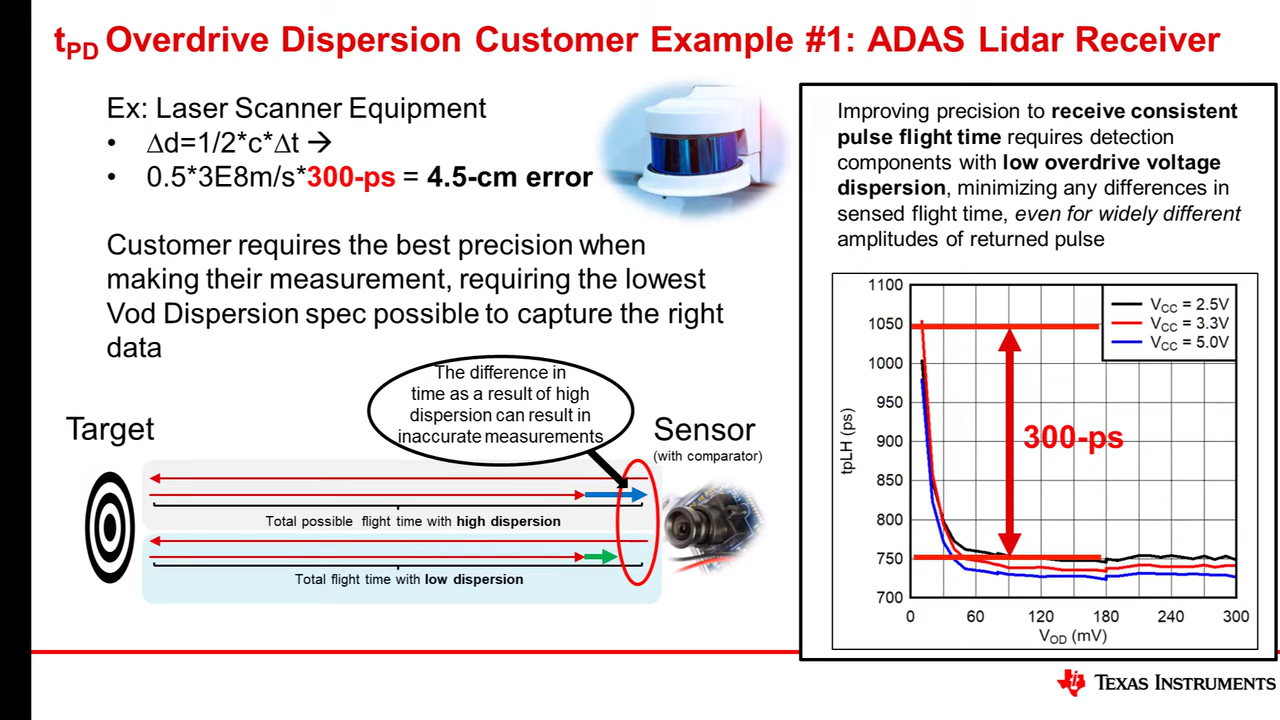 tPD Overdrive Dispersion Customer Example #1: ADAS Lidar Receiver
Ex: Laser Scanner Equipment
• Δd=1/2*c*Δt →
• 0.5*3E8m/s*300-ps = 4.5-cm error
Customer requires the best precision when
making their measurement, requiring the lowest
Vod Dispersion spec possible to capture the right
data
The difference in
time as a result of high
dispersion can result in
inaccurate measurements
Target
Sensor
(with comparator)
Total possible flight time with high dispersion
Total flight time with low dispersion
Improving precision to receive consistent
pulse flight time requires detection
components with low overdrive voltage
dispersion, minimizing any differences in
sensed flight time, even for widely different
amplitudes of returned pulse
1100
1050
1000
950
900
850
800
750
700
tpLH (ps)
VCC = 2.5V
VCC = 3.3V
VCC = 5.0V
300-ps
0 60 120 180 240 300
VOD (mV)
TEXAS INSTRUMENTS